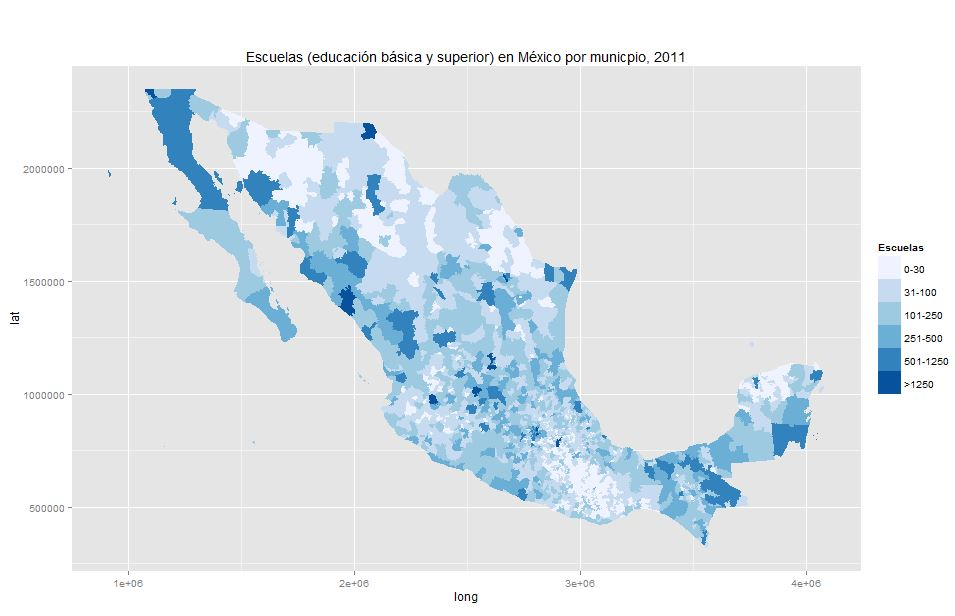 Escuelas (educación básica y superior) en México por municpio, 2011
lat
2000000
1500000
1000000
500000
1e+06
2e+06
3e+06
4e+06
long
Escuelas
0-30
31-100
101-250
251-500
501-1250
>1250